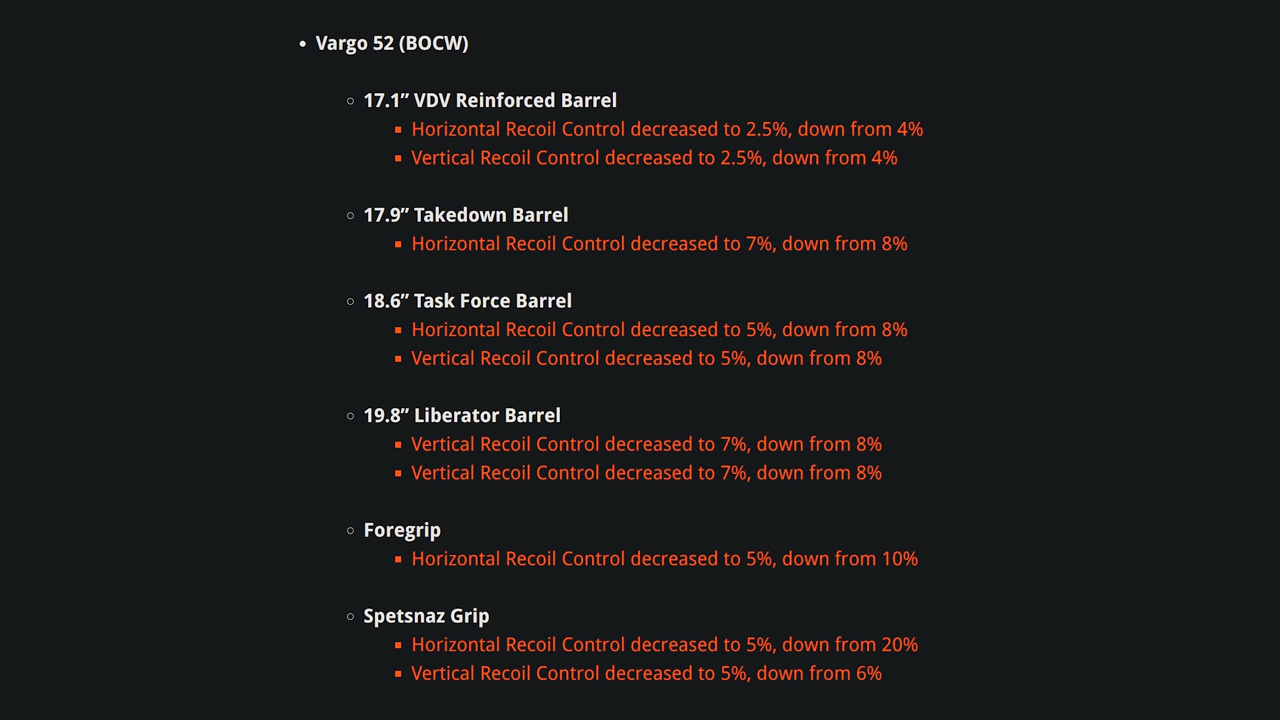 Vargo 52 (BOCW)
17.1” VDV Reinforced Barrel
Horizontal Recoil Control decreased to 2.5%, down from 4%
Vertical Recoil Control decreased to 2.5%, down from 4%
17.9” Takedown Barrel
Horizontal Recoil Control decreased to 7%, down from 8%
18.6” Task Force Barrel
Horizontal Recoil Control decreased to 5%, down from 8%
Vertical Recoil Control decreased to 5%, down from 8%
19.8” Liberator Barrel
Vertical Recoil Control decreased to 7%, down from 8%
Vertical Recoil Control decreased to 7%, down from 8%
Foregrip
Horizontal Recoil Control decreased to 5%, down from 10%
Spetsnaz Grip
Horizontal Recoil Control decreased to 5%, down from 20%
Vertical Recoil Control decreased to 5%, down from 6%